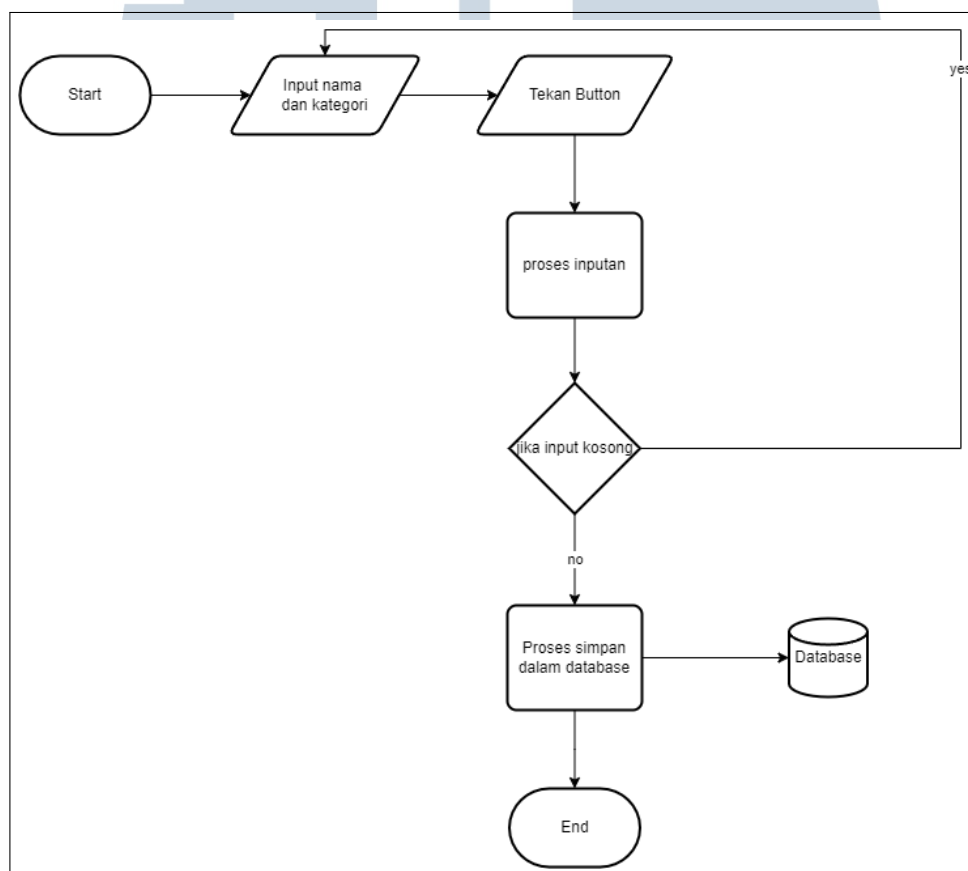 yes
Start
Input nama
dan kategori
Tekan Button
proses inputan
jika input kosong
no
Proses simpan
dalam database
Database
End